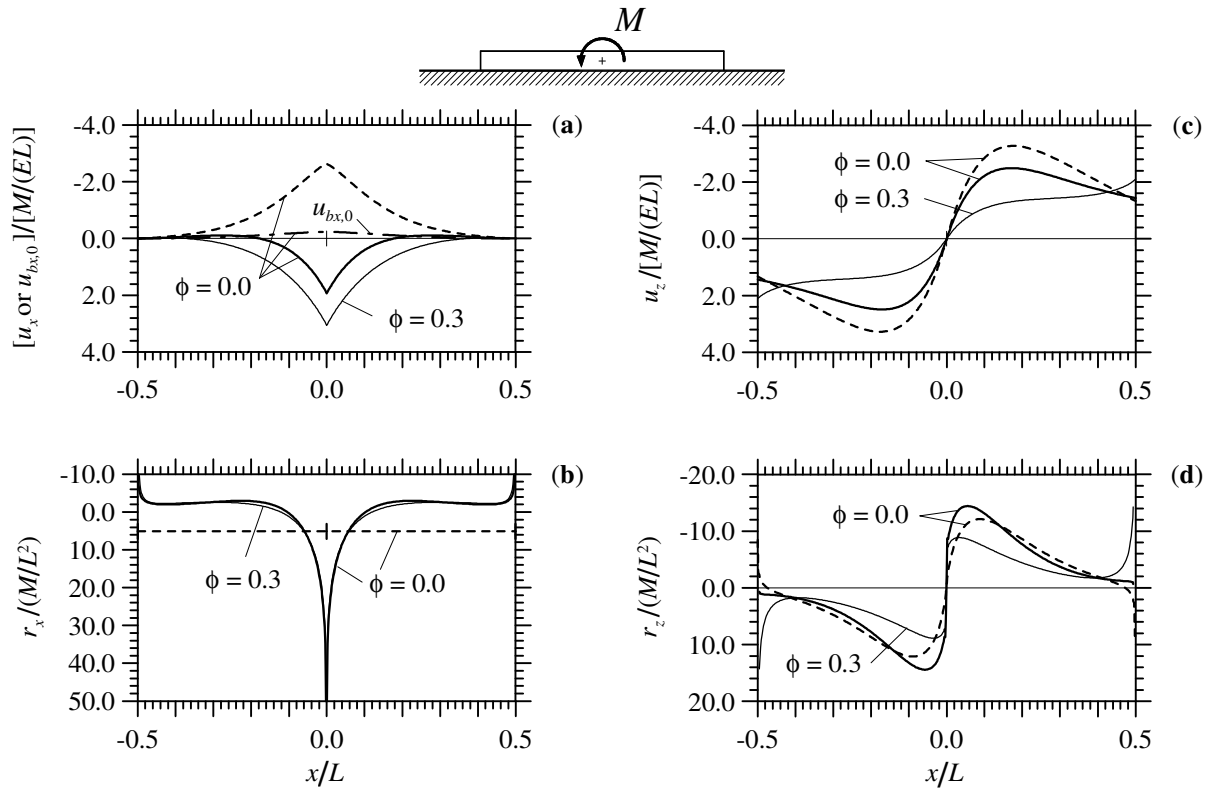 M
(a)
[u_x or u_{bx,0}]/[M/(EL)]
-4.0
-2.0
0.0
2.0
4.0
u_{bx,0}
ϕ = 0.0
ϕ = 0.3
-0.5
0.0
0.5
(c)
u_z/[M/(EL)]
-4.0
-2.0
0.0
2.0
4.0
ϕ = 0.0
ϕ = 0.3
-0.5
0.0
0.5
(b)
r_x/(M/L²)
-10.0
0.0
10.0
20.0
30.0
40.0
50.0
ϕ = 0.3
ϕ = 0.0
-0.5
0.0
0.5
x/L
(d)
r_z/(M/L²)
-20.0
-10.0
0.0
10.0
20.0
ϕ = 0.0
ϕ = 0.3
-0.5
0.0
0.5
x/L